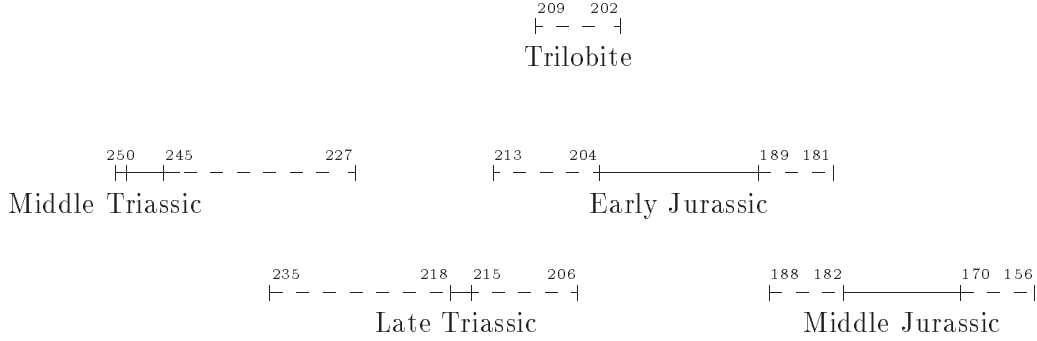 209 202
Trilobite
250 245 227
Middle Triassic
213 204 189 181
Early Jurassic
235 218 215 206
Late Triassic
188 182 170 156
Middle Jurassic